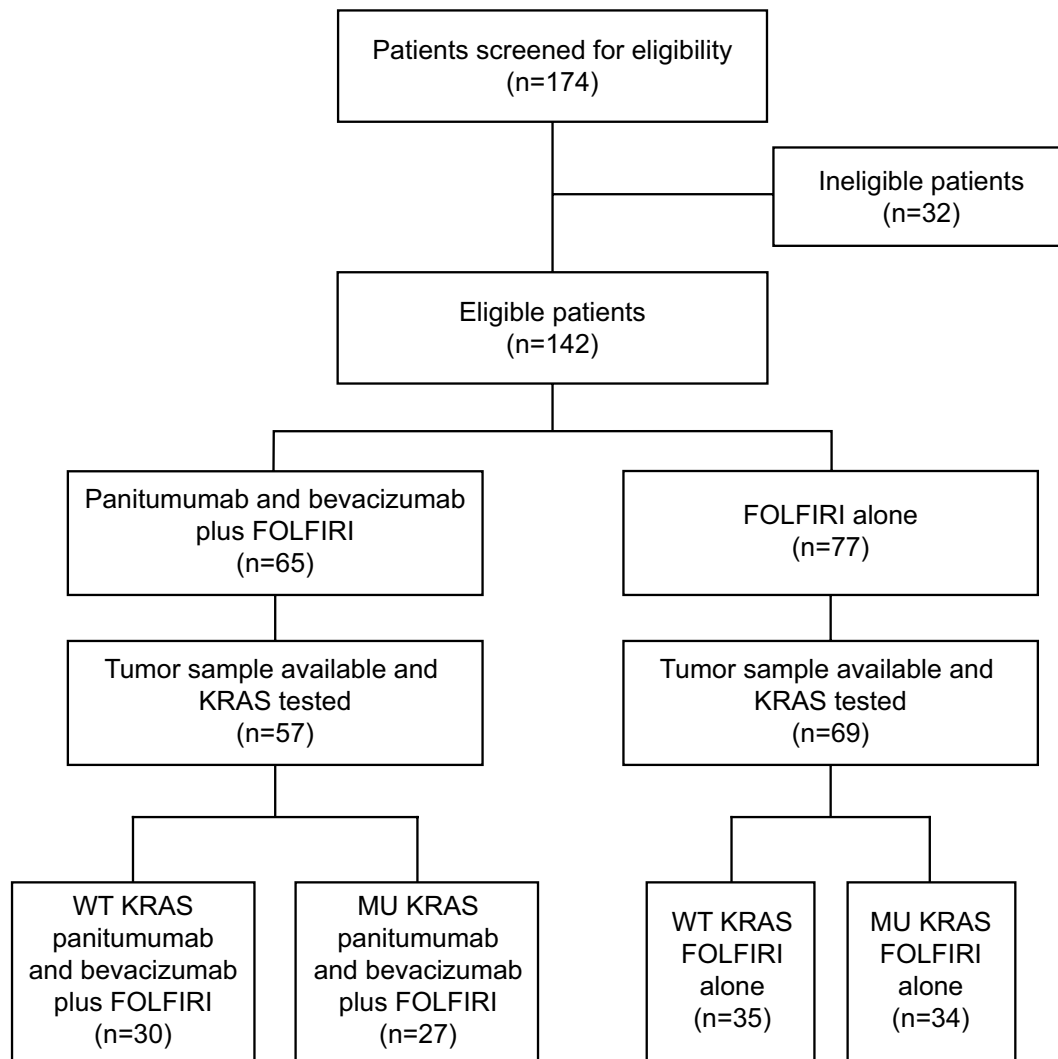 Patients screened for eligibility
(n=174)
Ineligible patients
(n=32)
Eligible patients
(n=142)
Panitumumab and bevacizumab
plus FOLFIRI
(n=65)
FOLFIRI alone
(n=77)
Tumor sample available and
KRAS tested
(n=57)
Tumor sample available and
KRAS tested
(n=69)
WT KRAS
panitumumab
and bevacizumab
plus FOLFIRI
(n=30)
MU KRAS
panitumumab
and bevacizumab
plus FOLFIRI
(n=27)
WT KRAS
FOLFIRI
alone
(n=35)
MU KRAS
FOLFIRI
alone
(n=34)